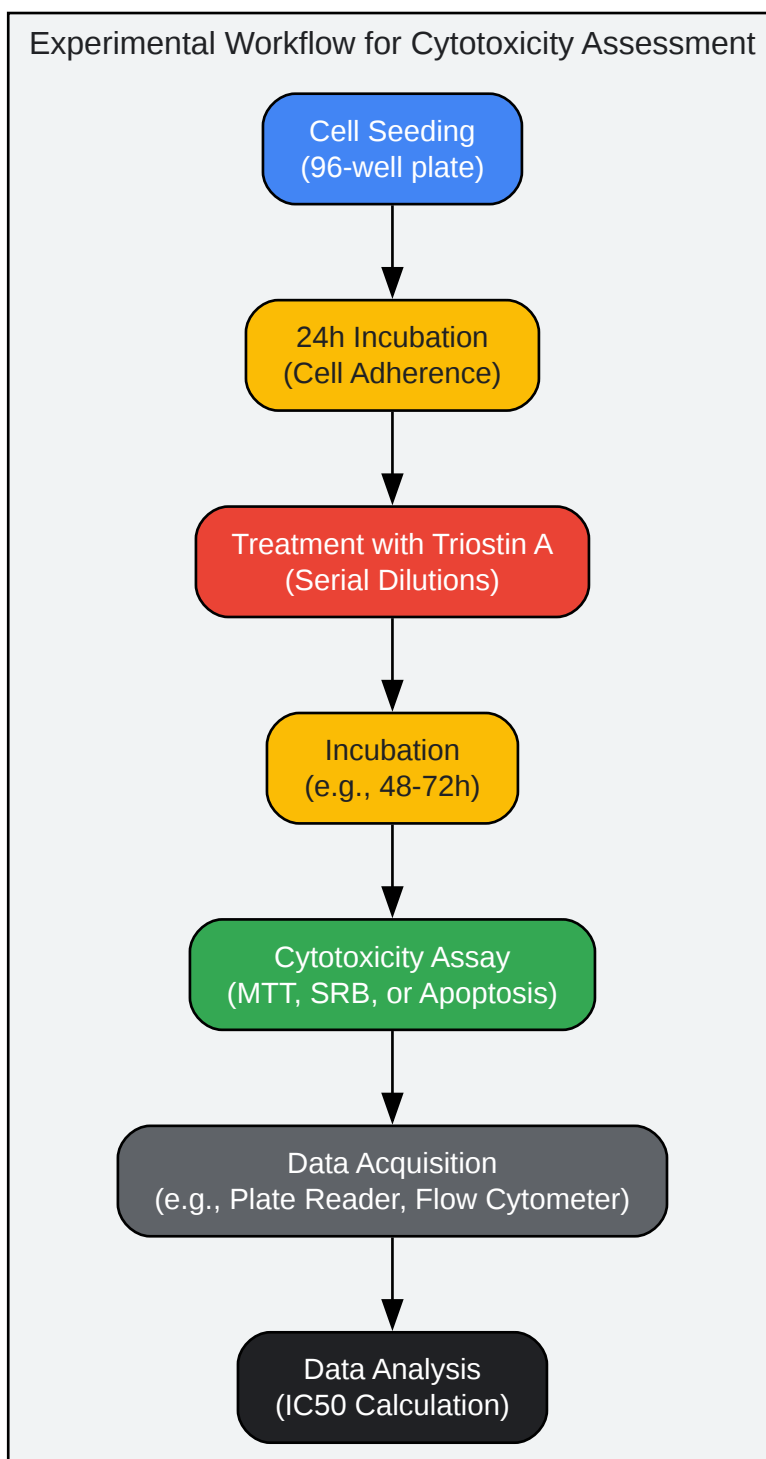 Experimental Workflow for Cytotoxicity Assessment
Cell Seeding
(96-well plate)
24h Incubation
(Cell Adherence)
Treatment with Triostin A
(Serial Dilutions)
Incubation
(e.g., 48-72h)
Cytotoxicity Assay
(MTT, SRB, or Apoptosis)
Data Acquisition
(e.g., Plate Reader, Flow Cytometer)
Data Analysis
(IC50 Calculation)